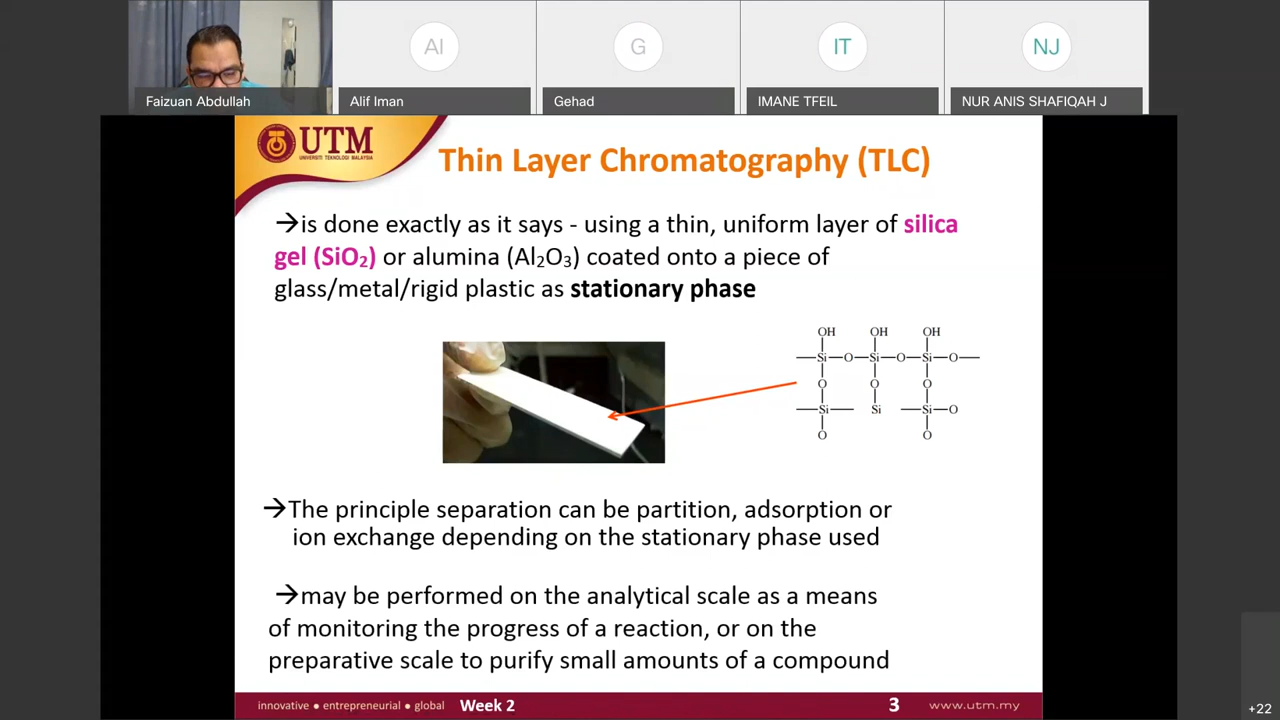 AI
G
IT
NJ
Faizuan Abdullah
Alif Iman
Gehad
IMANE TFEIL
NUR ANIS SHAFIQAH J
UTM
UNIVERSITI TEKNOLOGI MALAYSIA
Thin Layer Chromatography (TLC)
→is done exactly as it says - using a thin, uniform layer of silica
gel (SiO₂) or alumina (Al₂O₃) coated onto a piece of
glass/metal/rigid plastic as stationary phase
OH OH OH
Si O Si O Si O
O O O
Si Si Si O
O O
→The principle separation can be partition, adsorption or
ion exchange depending on the stationary phase used
→may be performed on the analytical scale as a means
of monitoring the progress of a reaction, or on the
preparative scale to purify small amounts of a compound
innovative ● entrepreneurial ● global Week 2 3 www.utm.my
+22